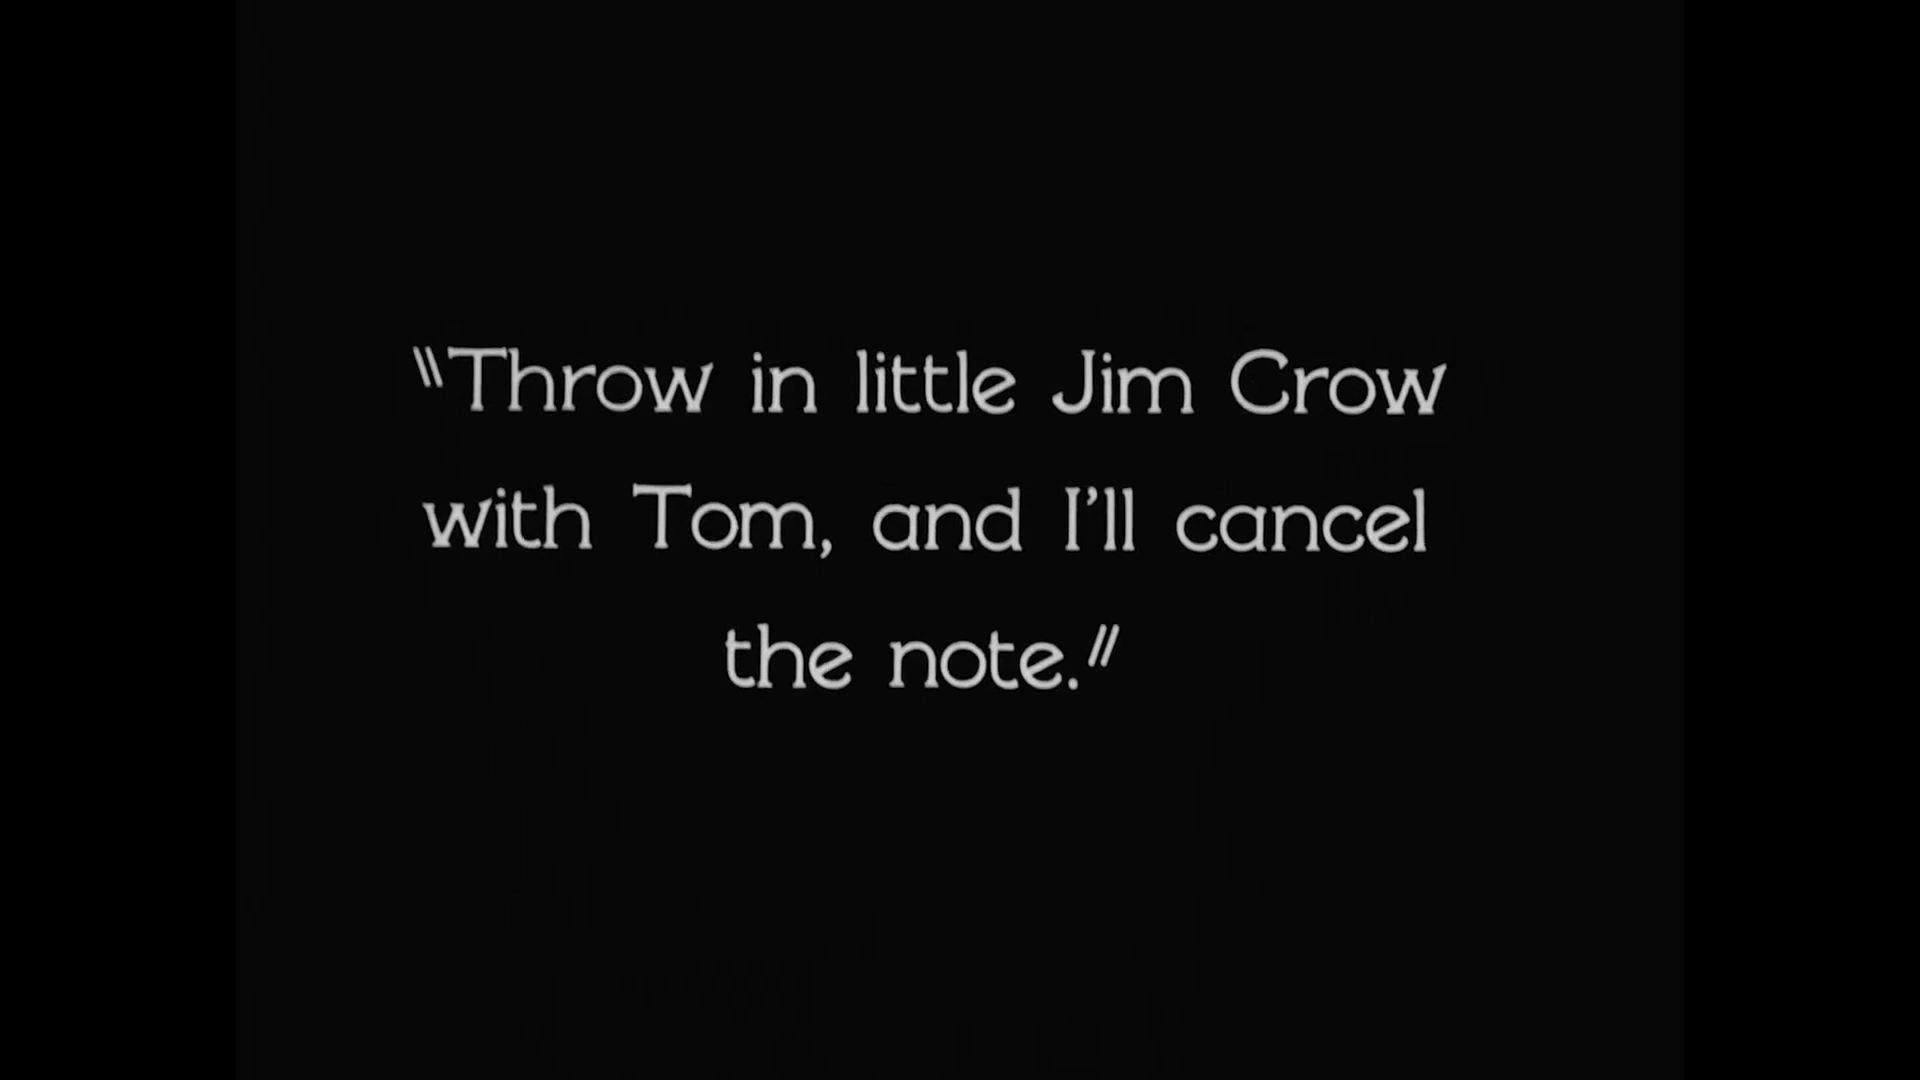 "Throw in little Jim Crow
with Tom, and I'll cancel
the note."